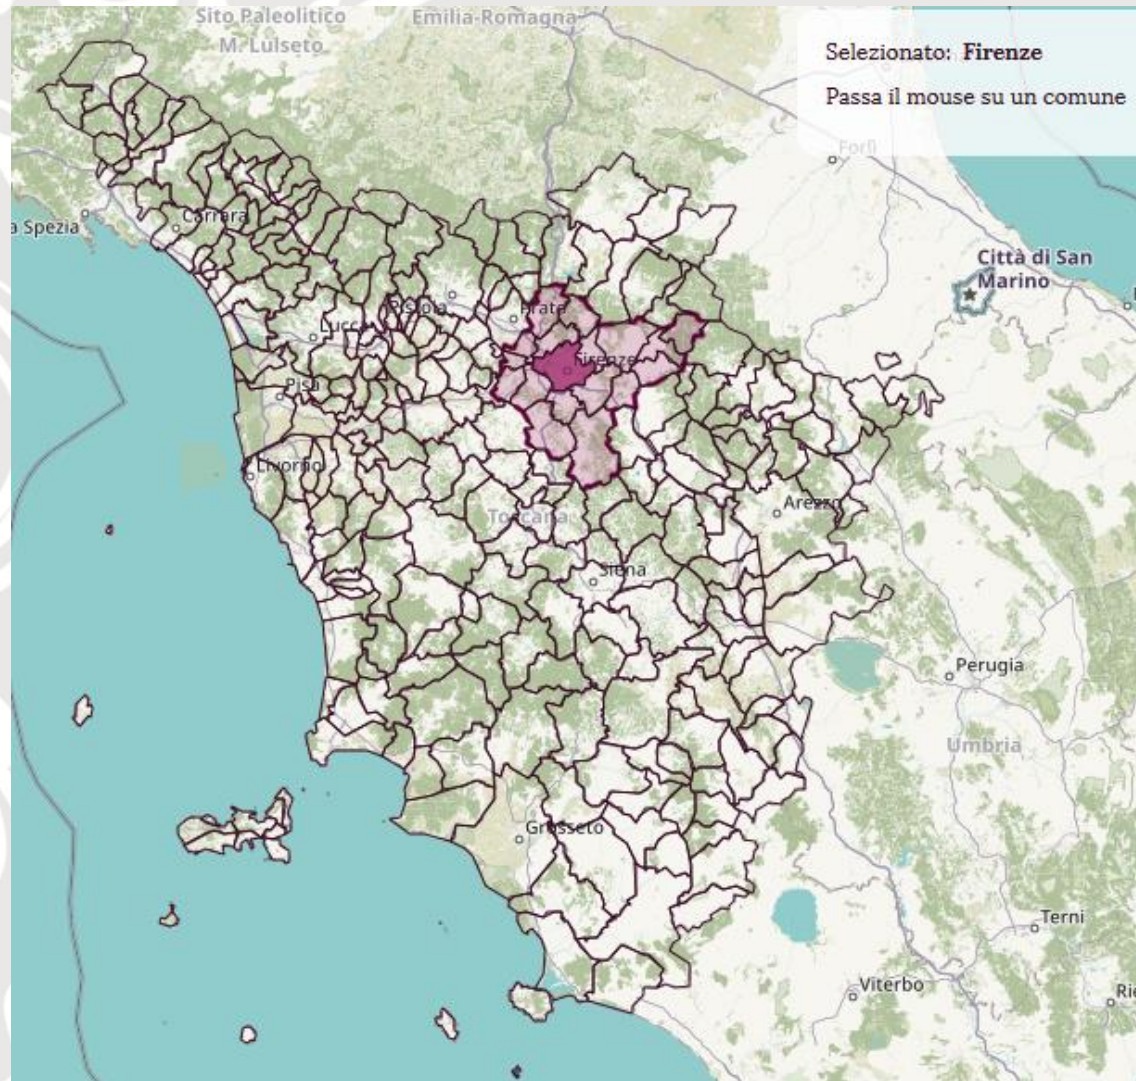 Sito Paleolitico
M. Lulseto
Emilia-Romagna
Selezionato: Firenze
Passa il mouse su un comune
Forlì
Carrara
a Spezia
Città di San
Marino
Pistoia
Prato
Lucca
Firenze
Pisa
Livorno
Arezzo
Toscana
Siena
Perugia
Umbria
Grosseto
Terni
Viterbo
Rie